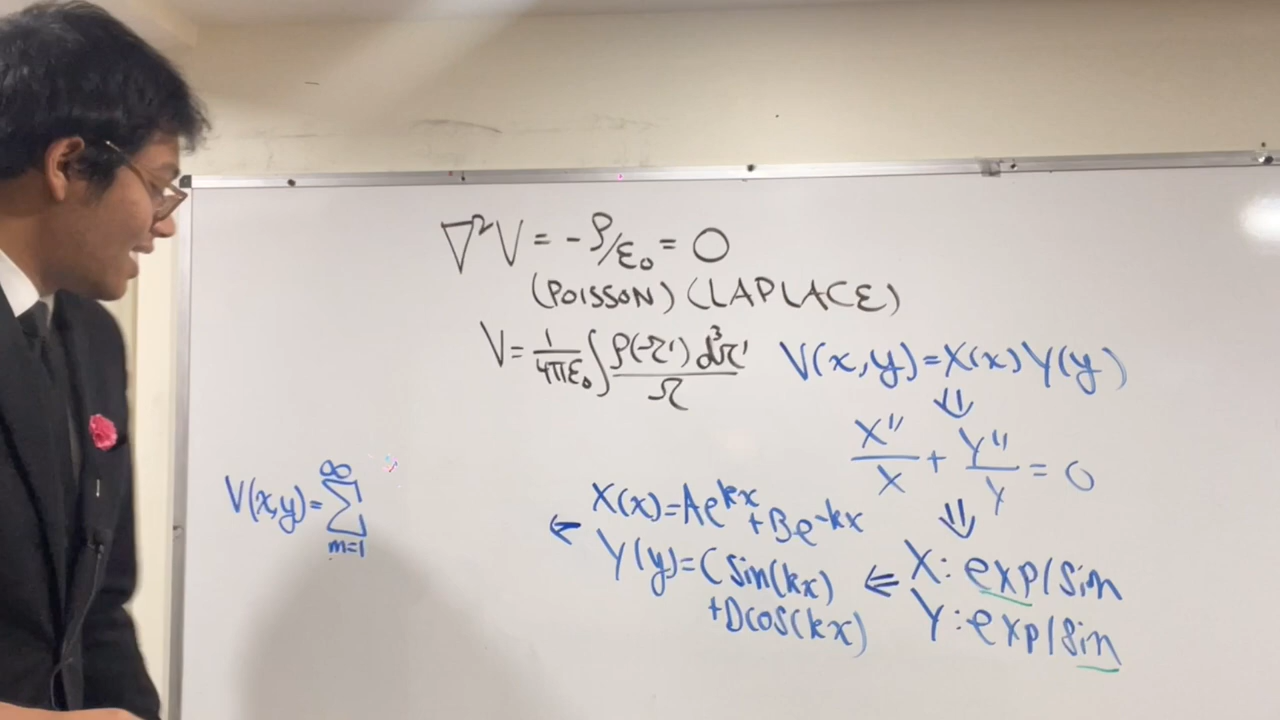 ∇²V = -ρ/ε₀ = 0
(POISSON) (LAPLACE)
V = 1/4πε₀ ∫ ρ(r') d³r'/r
V(x,y) = X(x) Y(y)
⇓
X''/X + Y''/Y = 0
⇓
X: exp/sin
Y: exp/sin
⇐
X(x) = Ae^kx + Be^-kx
Y(y) = C sin(kx)
+ D cos(kx)
⇐
V(x,y) = ∑_{m=1}^{∞}